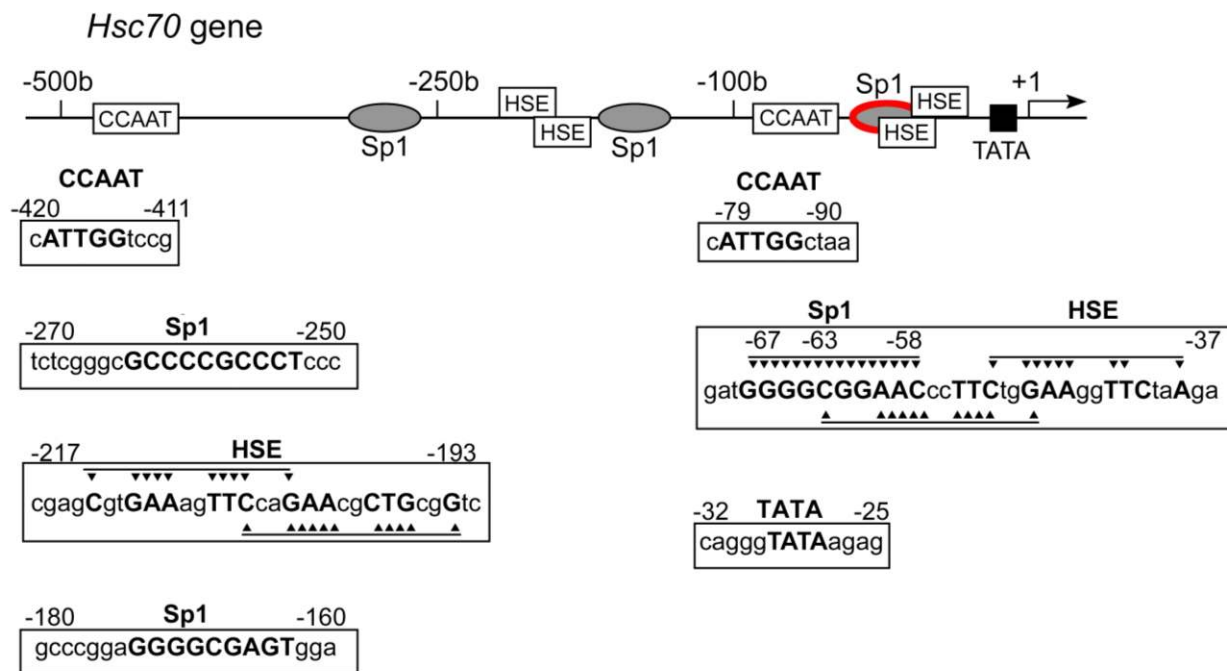 Hsc70 gene
-500b -250b -100b Sp1 +1
CCAAT HSE HSE Sp1 Sp1 CCAAT HSE HSE TATA
CCAAT
-420 -411
cATTGGtccg
-270 Sp1 -250
tctcgggcGCCCCGCCCTccc
-217 HSE -193
cgagCgtGAAagTTCcaGAAcgCTGcgGtc
-180 Sp1 -160
gcccggaGGGGCGAGTgga
CCAAT
-79 -90
cATTGGctaa
Sp1 HSE
-67 -63 -58 -37
gatGGGGCGGAACccTTCtgGAAggTTCtaAga
-32 TATA -25
cagggTATAagag